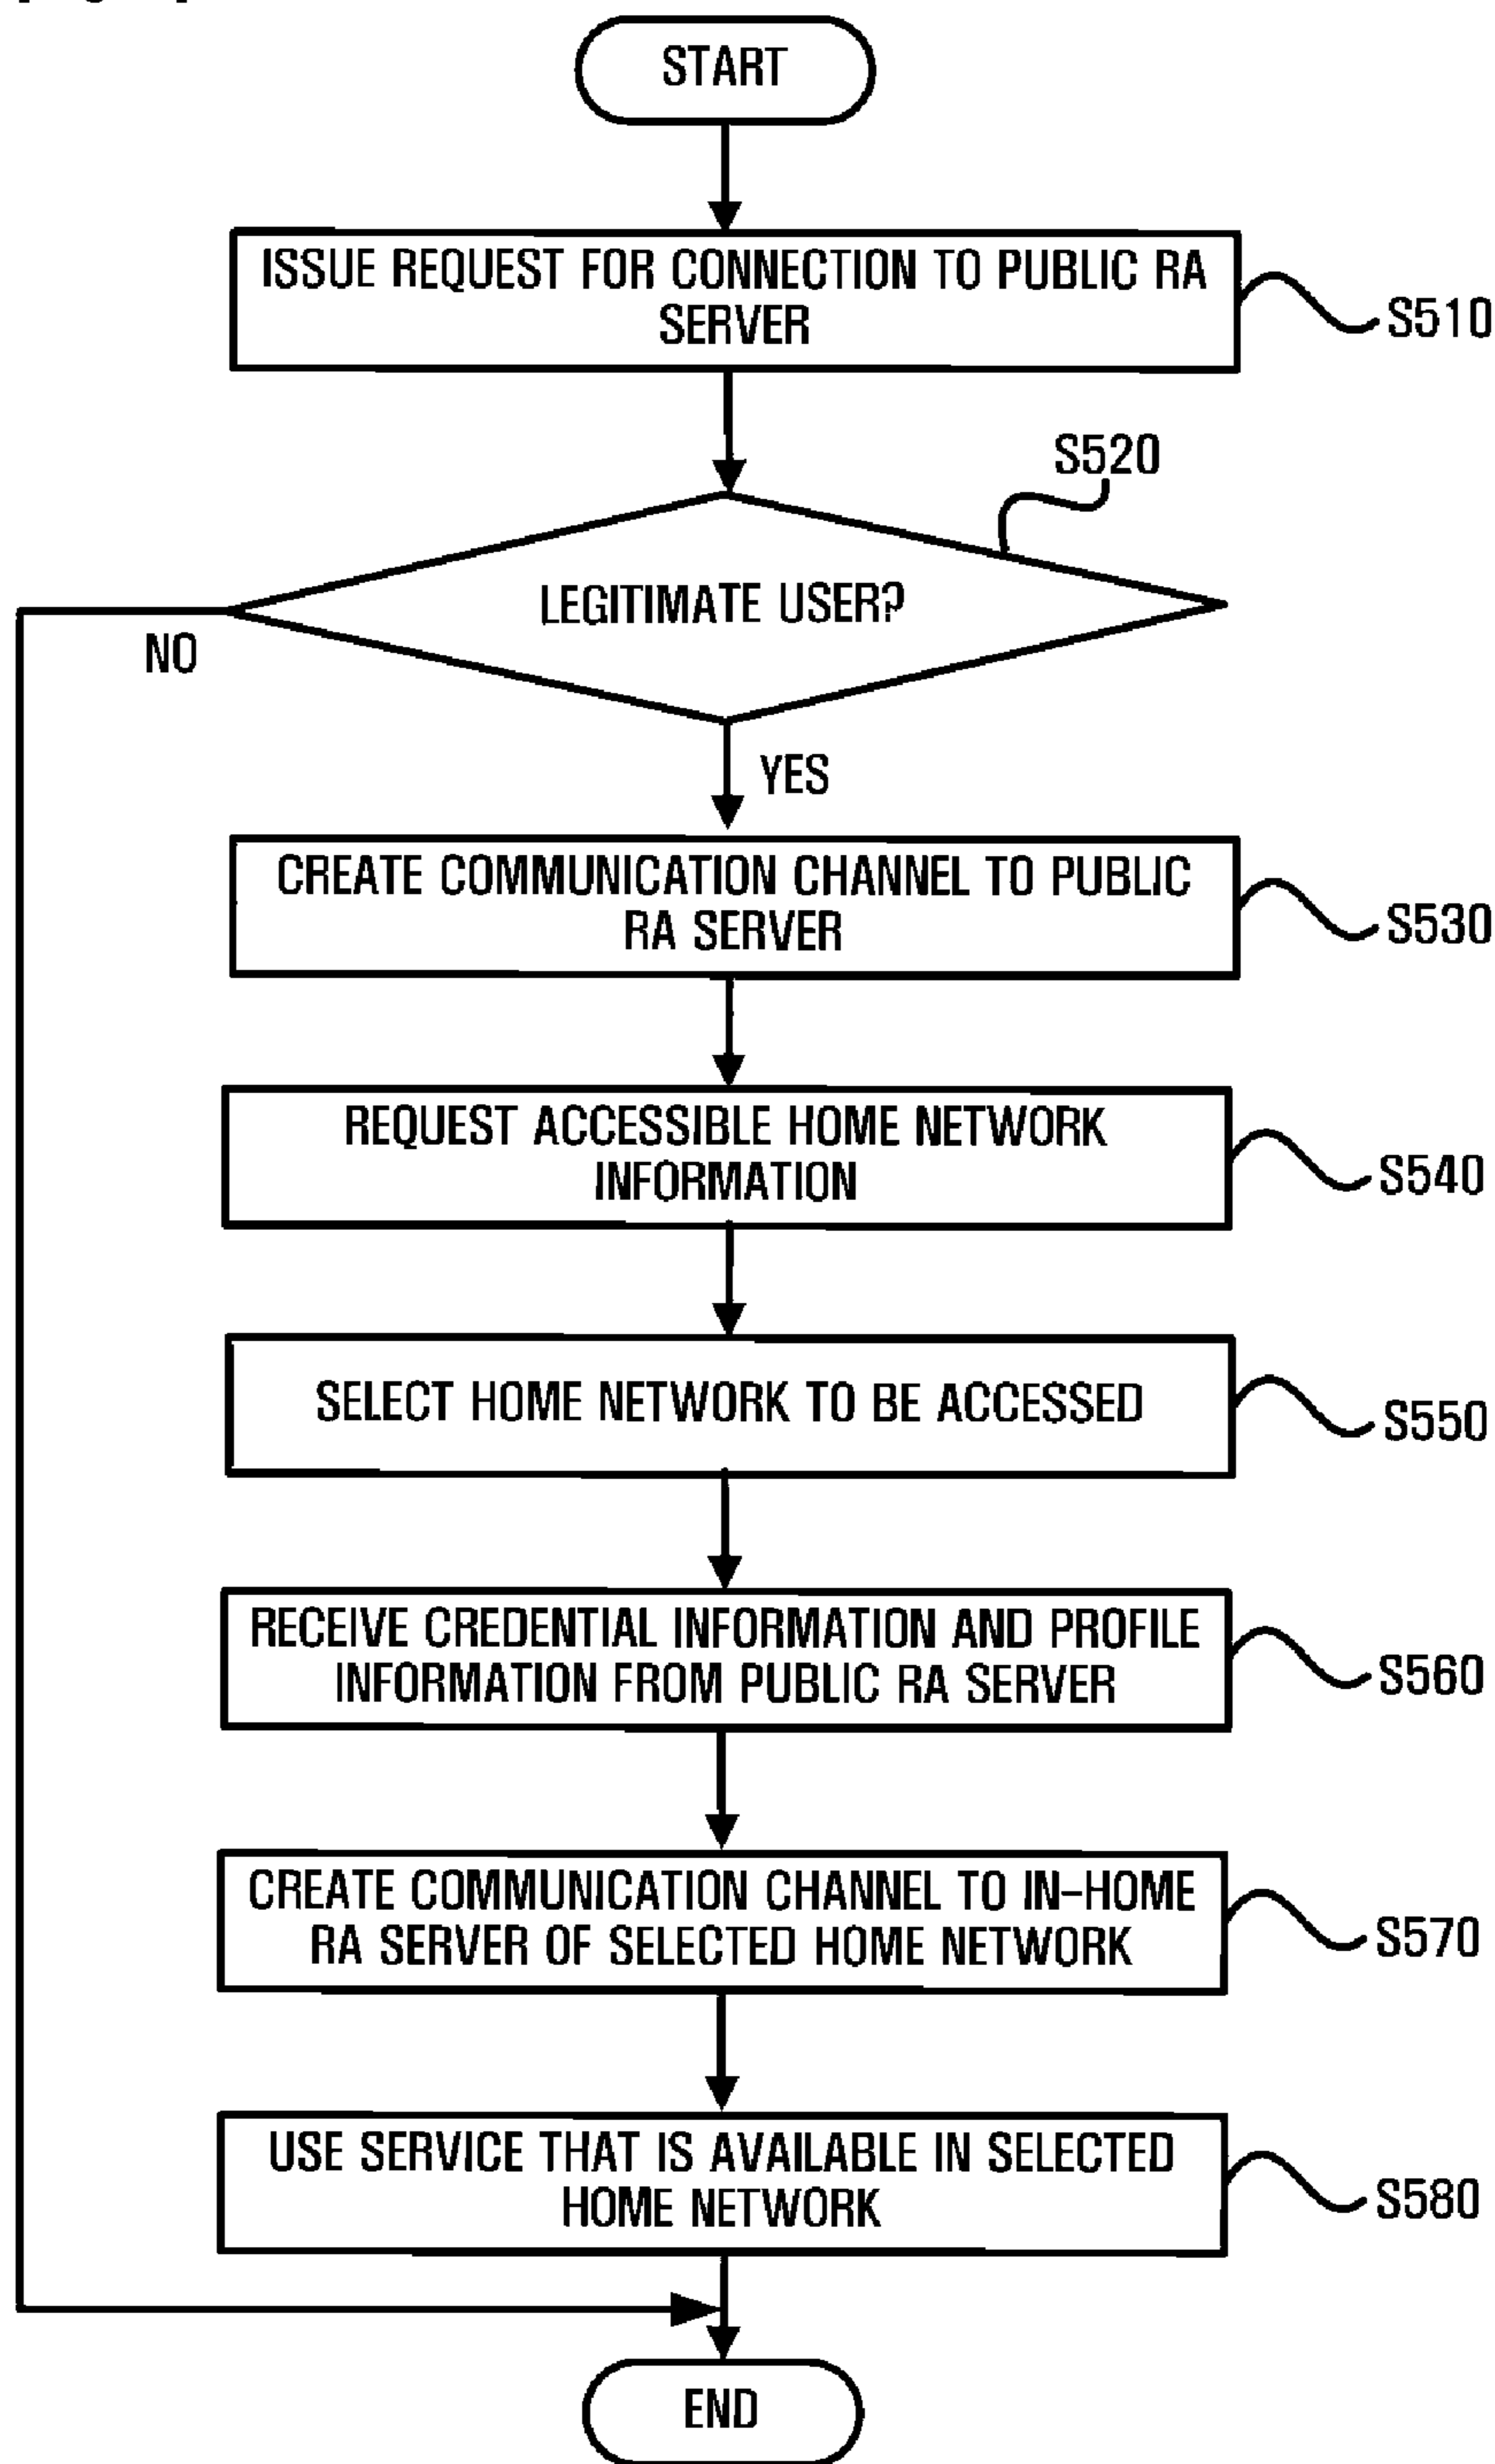 START
ISSUE REQUEST FOR CONNECTION TO PUBLIC RA
SERVER
S510
S520
LEGITIMATE USER?
NO
YES
CREATE COMMUNICATION CHANNEL TO PUBLIC
RA SERVER
S530
REQUEST ACCESSIBLE HOME NETWORK
INFORMATION
S540
SELECT HOME NETWORK TO BE ACCESSED
S550
RECEIVE CREDENTIAL INFORMATION AND PROFILE
INFORMATION FROM PUBLIC RA SERVER
S560
CREATE COMMUNICATION CHANNEL TO IN-HOME
RA SERVER OF SELECTED HOME NETWORK
S570
USE SERVICE THAT IS AVAILABLE IN SELECTED
HOME NETWORK
S580
END